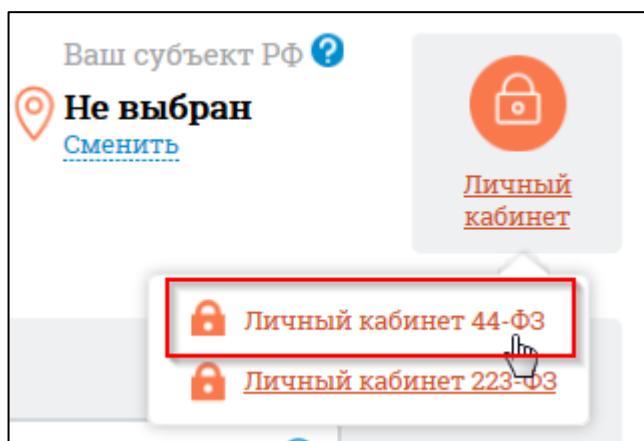 Ваш субъект РФ ?
Не выбран
Сменить
Личный
кабинет
Личный кабинет 44-ФЗ
Личный кабинет 223-ФЗ